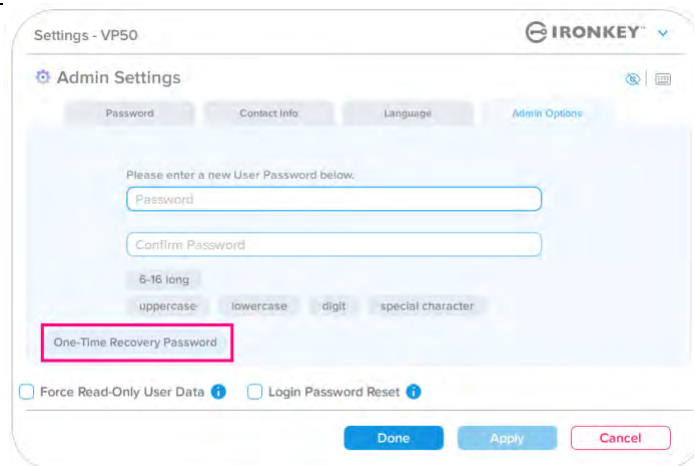 Settings - VP50
IRONKEY™
Admin Settings
Password Contact Info Language Admin Options
Please enter a new User Password below.
Password
Confirm Password
6-16 long
uppercase lowercase digit special character
One-Time Recovery Password
Force Read-Only User Data i Login Password Reset i
Done Apply Cancel